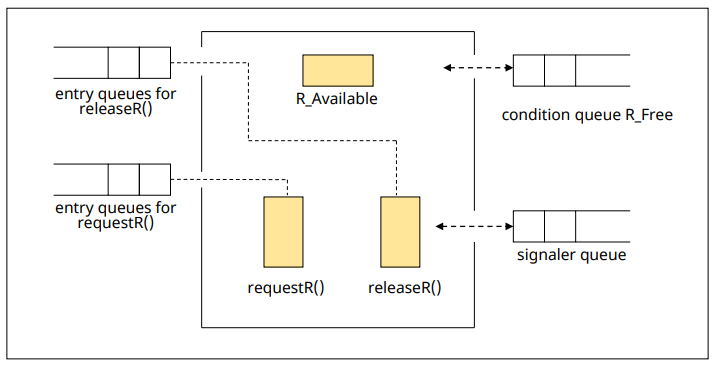 entry queues for
releaseR()
R_Available
condition queue R_Free
entry queues for
requestR()
signaler queue
requestR()
releaseR()